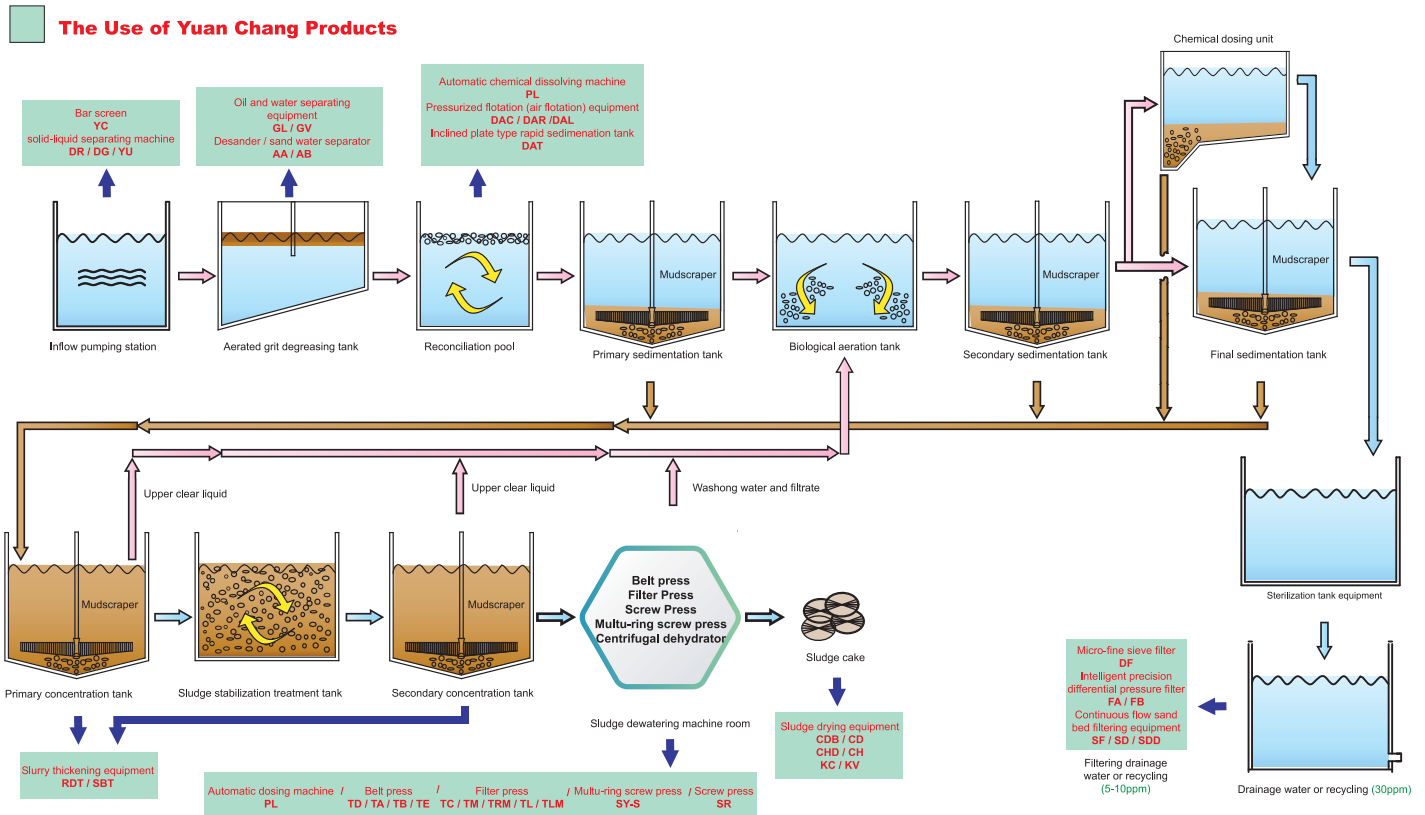 The Use of Yuan Chang Products
Chemical dosing unit
Bar screen
YC
solid-liquid separating machine
DR / DG / YU
Oil and water separating
equipment
GL / GV
Desander / sand water separator
AA / AB
Automatic chemical dissolving machine
PL
Pressurized flotation (air flotation) equipment
DAC / DAR /DAL
Inclined plate type rapid sedimenation tank
DAT
Mudscraper
Mudscraper
Mudscraper
Inflow pumping station
Aerated grit degreasing tank
Reconciliation pool
Primary sedimentation tank
Biological aeration tank
Secondary sedimentation tank
Final sedimentation tank
Upper clear liquid
Upper clear liquid
Washong water and filtrate
Mudscraper
Mudscraper
Belt press
Filter Press
Screw Press
Multu-ring screw press
Centrifugal dehydrator
Sludge cake
Sterilization tank equipment
Primary concentration tank
Sludge stabilization treatment tank
Secondary concentration tank
Sludge dewatering machine room
Micro-fine sieve filter
DF
Intelligent precision
differential pressure filter
FA / FB
Continuous flow sand
bed filtering equipment
SF / SD / SDD
Filtering drainage
water or recycling
(5-10ppm)
Drainage water or recycling (30ppm)
Slurry thickening equipment
RDT / SBT
Sludge drying equipment
CDB / CD
CHD / CH
KC / KV
Automatic dosing machine / Belt press / Filter press / Multu-ring screw press / Screw press
PL TD / TA / TB / TE TC / TM / TRM / TL / TLM SY-S SR